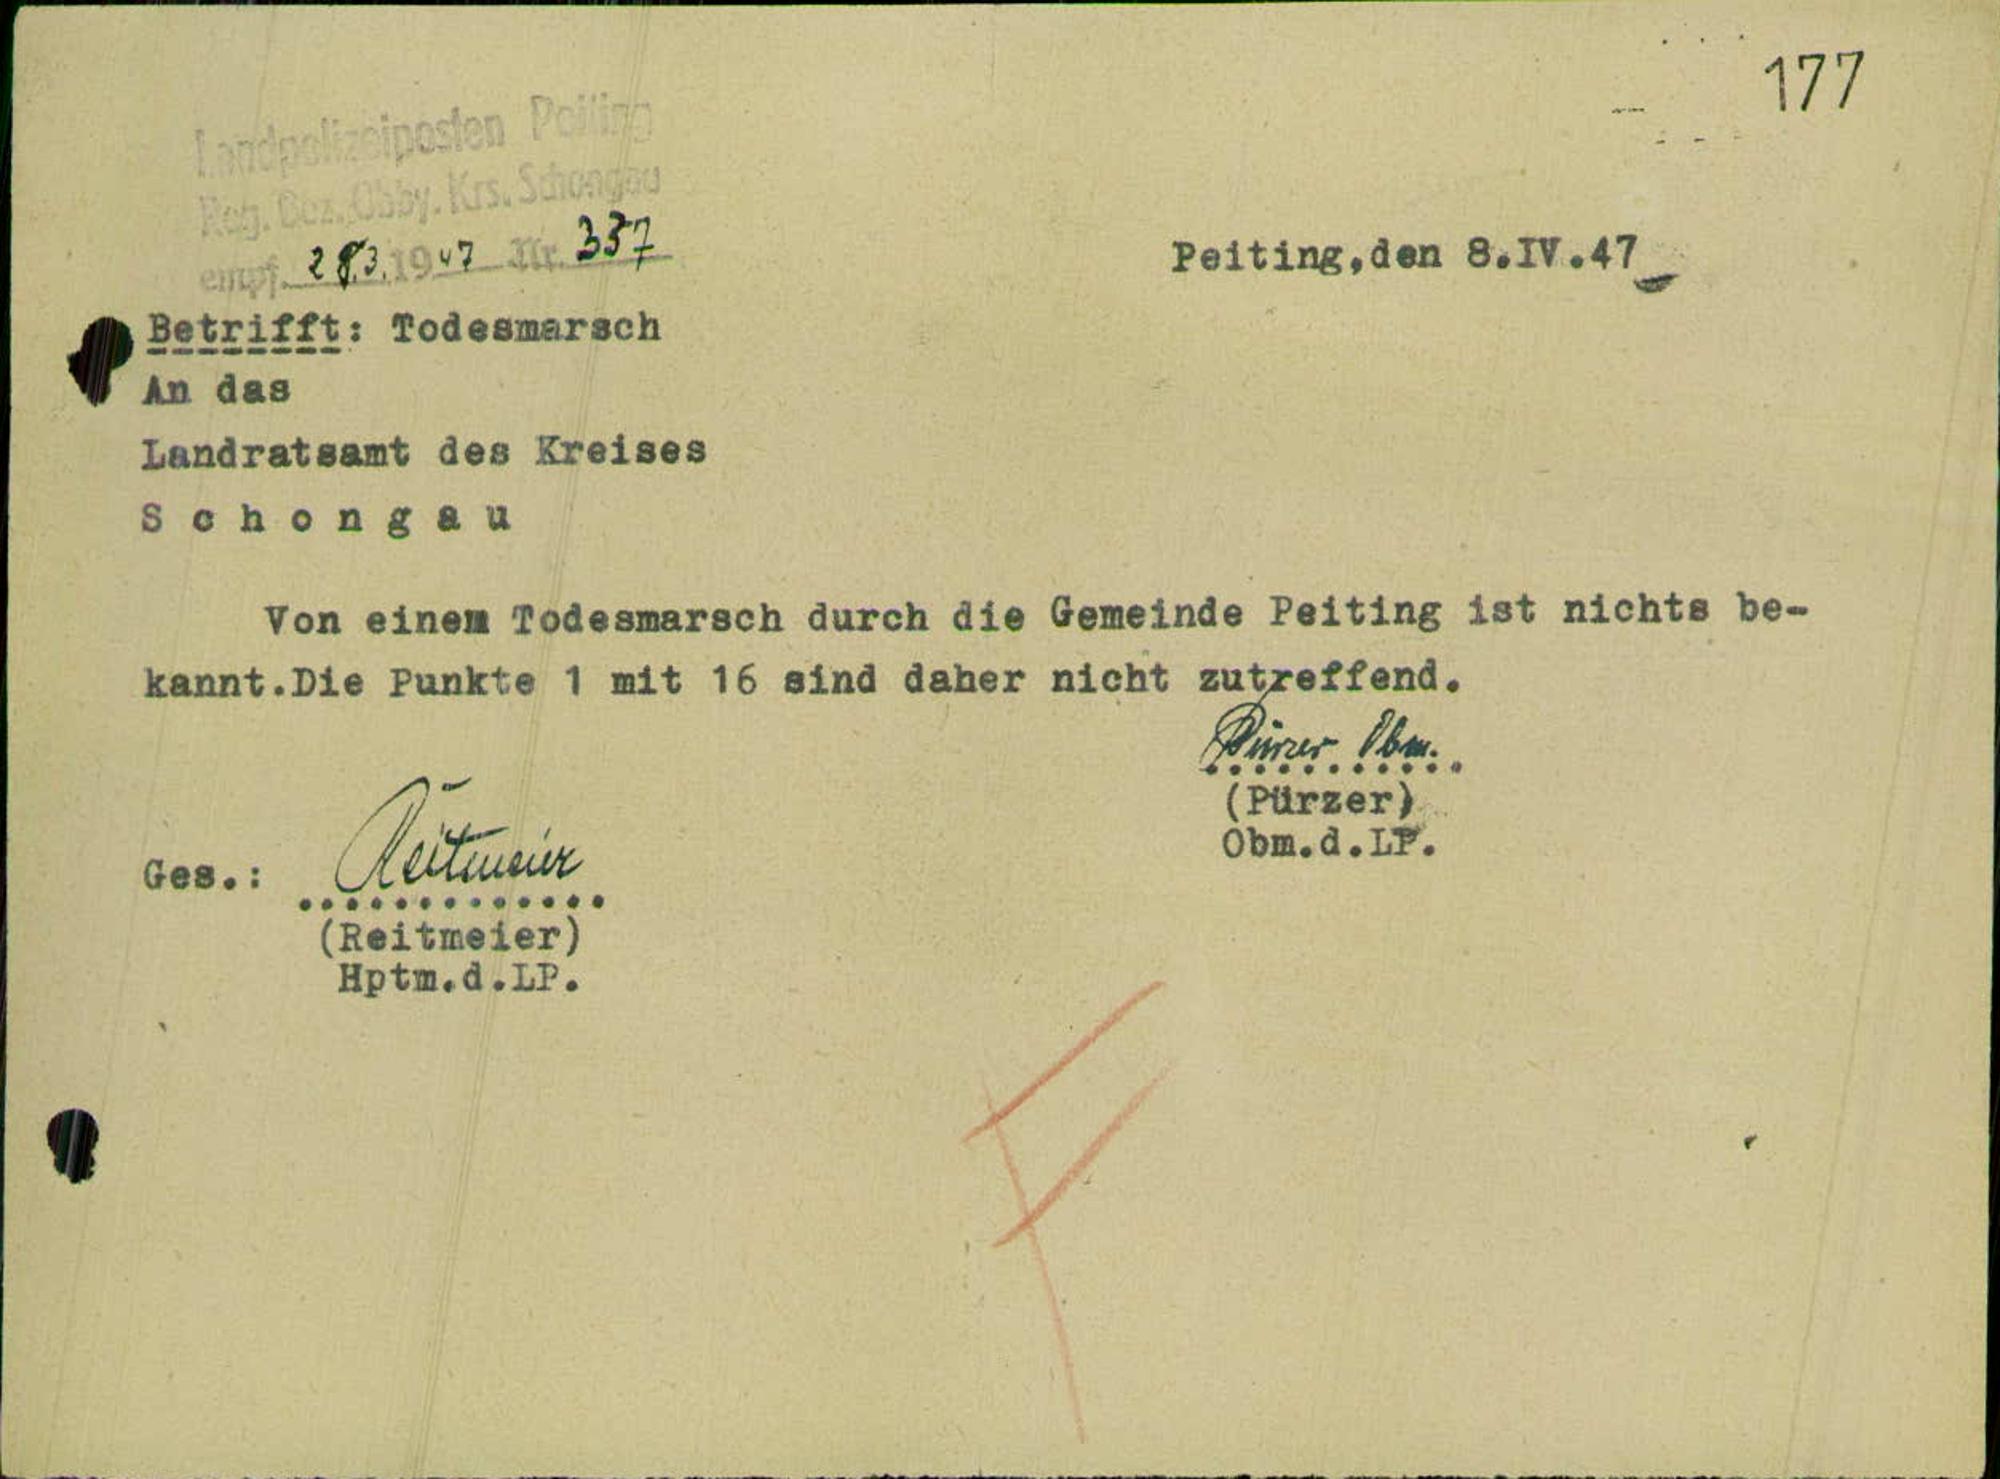 177
Landpolizeiposten Peiting
Reg. Bez. Obby. Krs. Schongau
empf. 28.3.1947 Nr. 337
Peiting,den 8.IV.47
Betrifft: Todesmarsch
An das
Landratsamt des Kreises
S c h o n g a u
Von einem Todesmarsch durch die Gemeinde Peiting ist nichts be-
kannt.Die Punkte 1 mit 16 sind daher nicht zutreffend.
Pürzer Obm.
(Pürzer)
Obm.d.LP.
Ges.: Reitmeier
(Reitmeier)
Hptm.d.LP.